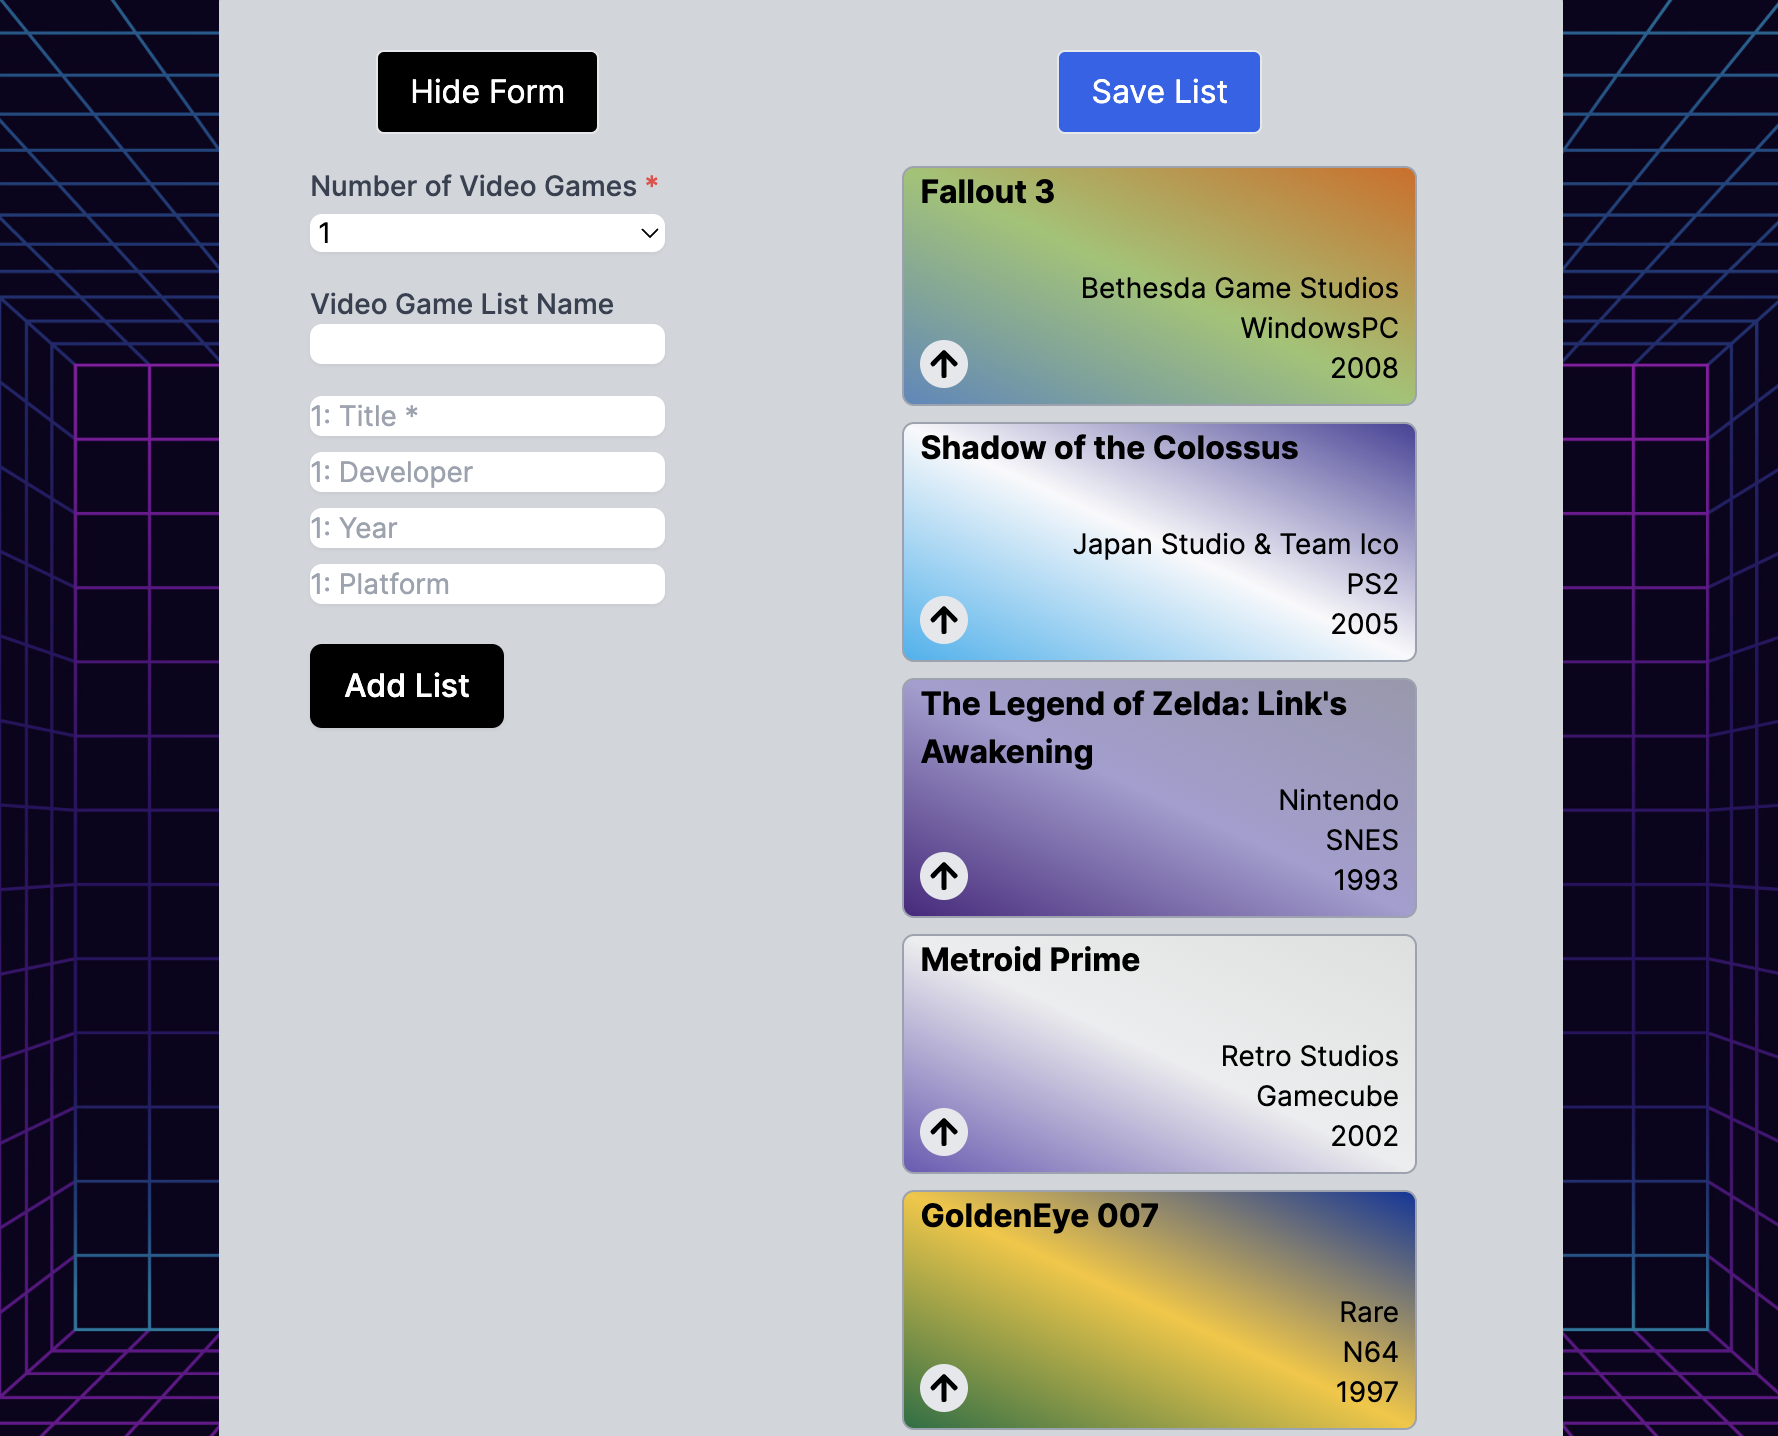 Hide Form
Number of Video Games *
1
Video Game List Name
1: Title *
1: Developer
1: Year
1: Platform
Add List
Save List
Fallout 3
Bethesda Game Studios
WindowsPC
2008
Shadow of the Colossus
Japan Studio & Team Ico
PS2
2005
The Legend of Zelda: Link's
Awakening
Nintendo
SNES
1993
Metroid Prime
Retro Studios
Gamecube
2002
GoldenEye 007
Rare
N64
1997